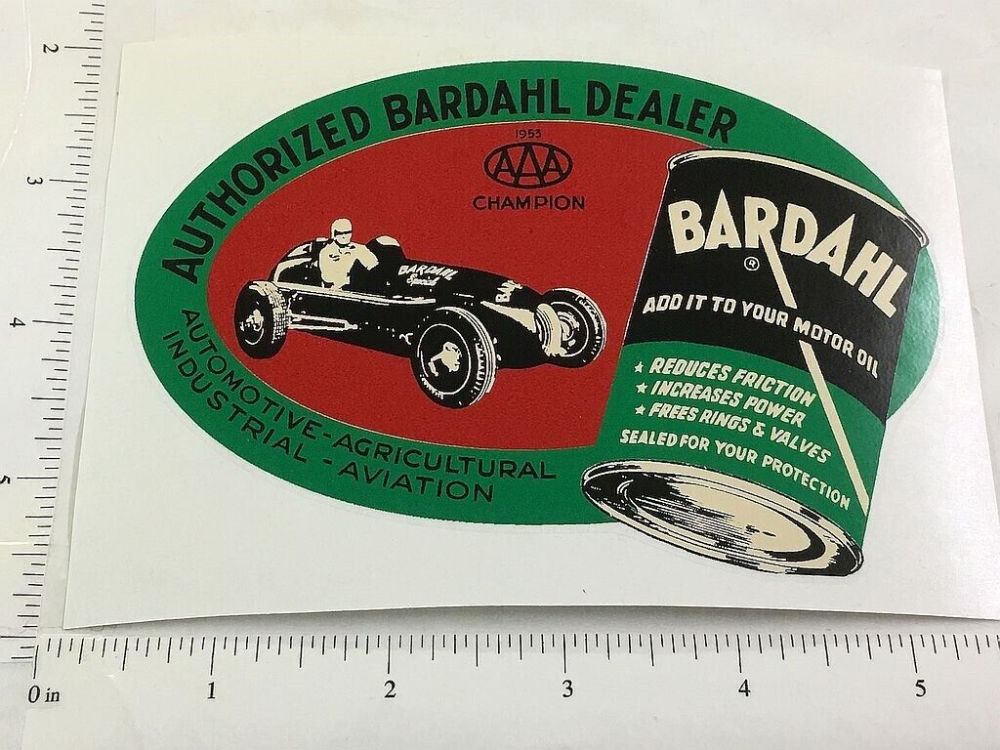 AUTHORIZED BARDAHL DEALER
1953
AAA
CHAMPION
BARDAHL
Special
AUTOMOTIVE-AGRICULTURAL
INDUSTRIAL - AVIATION
BARDAHL
®
ADD IT TO YOUR MOTOR OIL
★ REDUCES FRICTION
★ INCREASES POWER
★ FREES RINGS & VALVES
SEALED FOR YOUR PROTECTION
2
3
4
5
0 in
1
2
3
4
5